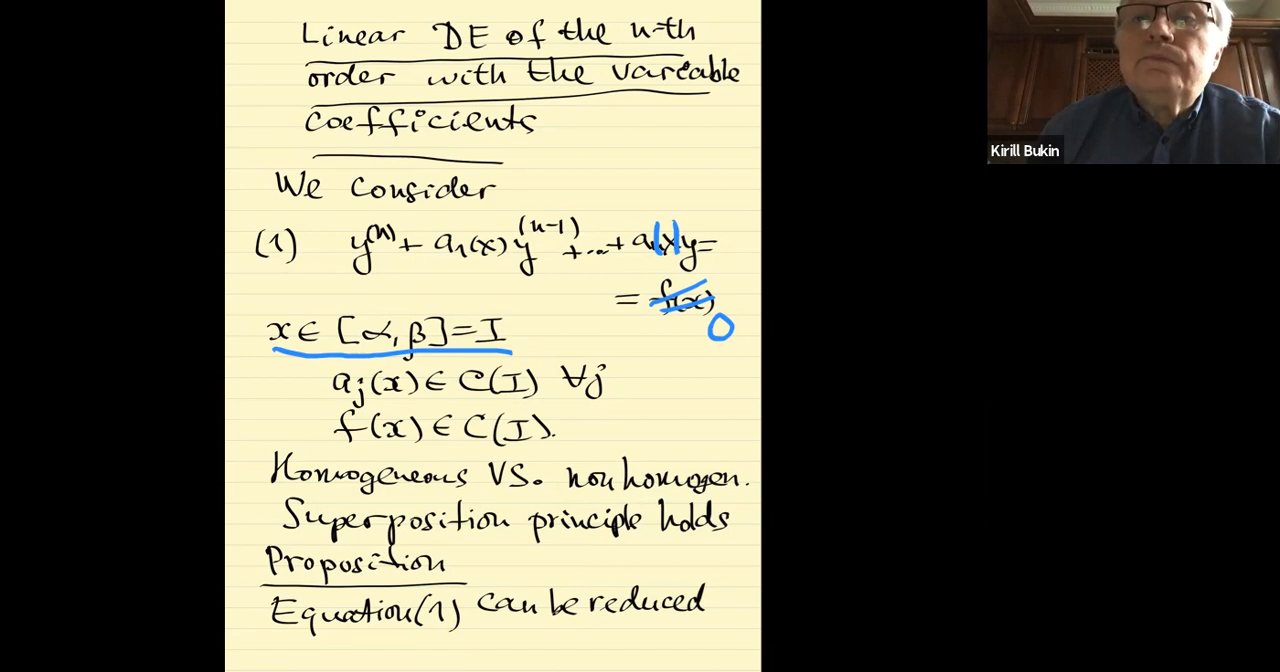 Linear DE of the n-th
order with the variable
coefficients
We consider
(1) y^(n) + a₁(x) y^(n-1) + ... + aₙ(x)y =
= f(x)
0
x ∈ [α, β] = I
aⱼ(x) ∈ C(I) ∀j
f(x) ∈ C(I).
Homogeneous VS. nonhomogen.
Superposition principle holds
Proposition
Equation (1) can be reduced
Kirill Bukin